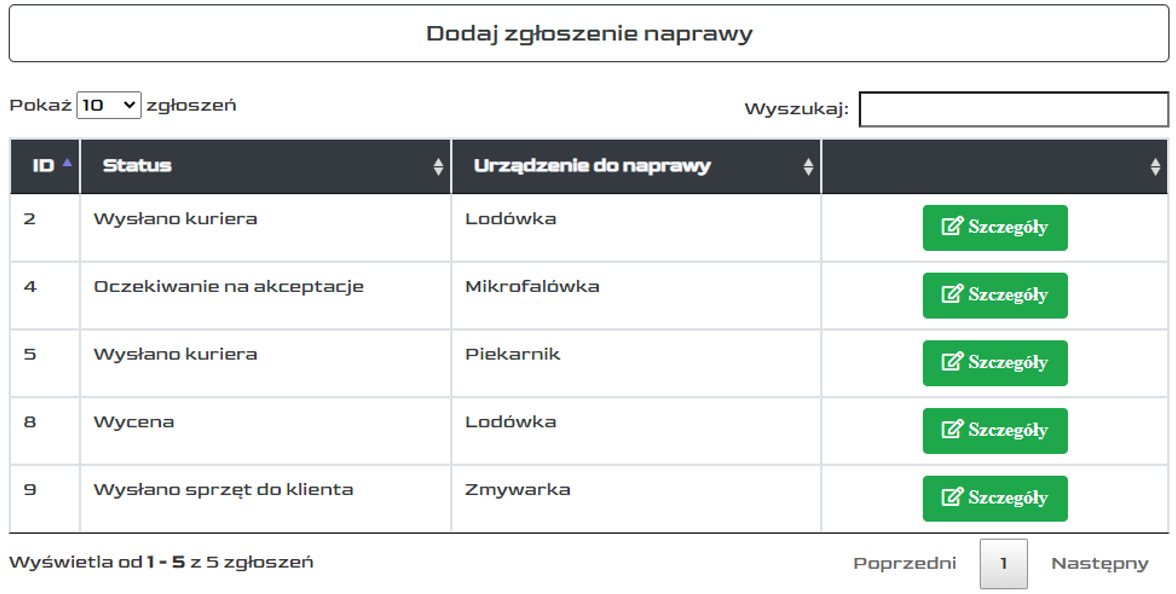 Dodaj zgłoszenie naprawy
Pokaż 10 zgłoszeń
Wyszukaj:
ID Status Urządzenie do naprawy
2 Wysłano kuriera Lodówka Szczegóły
4 Oczekiwanie na akceptacje Mikrofalówka Szczegóły
5 Wysłano kuriera Piekarnik Szczegóły
8 Wycena Lodówka Szczegóły
9 Wysłano sprzęt do klienta Zmywarka Szczegóły
Wyświetla od 1 - 5 z 5 zgłoszeń
Poprzedni 1 Następny